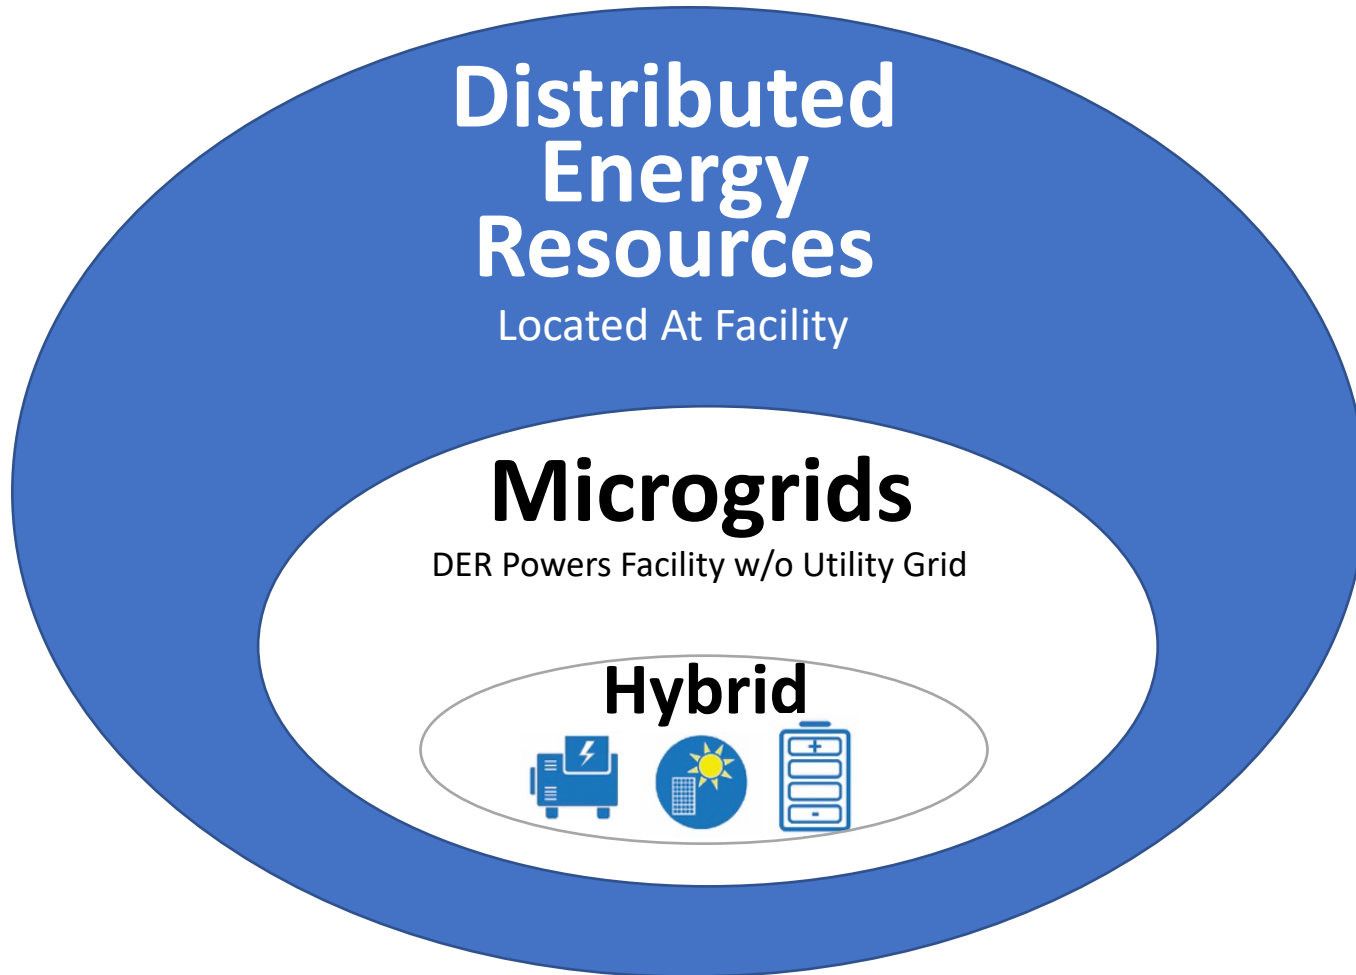 Distributed
Energy
Resources
Located At Facility
Microgrids
DER Powers Facility w/o Utility Grid
Hybrid
+
-